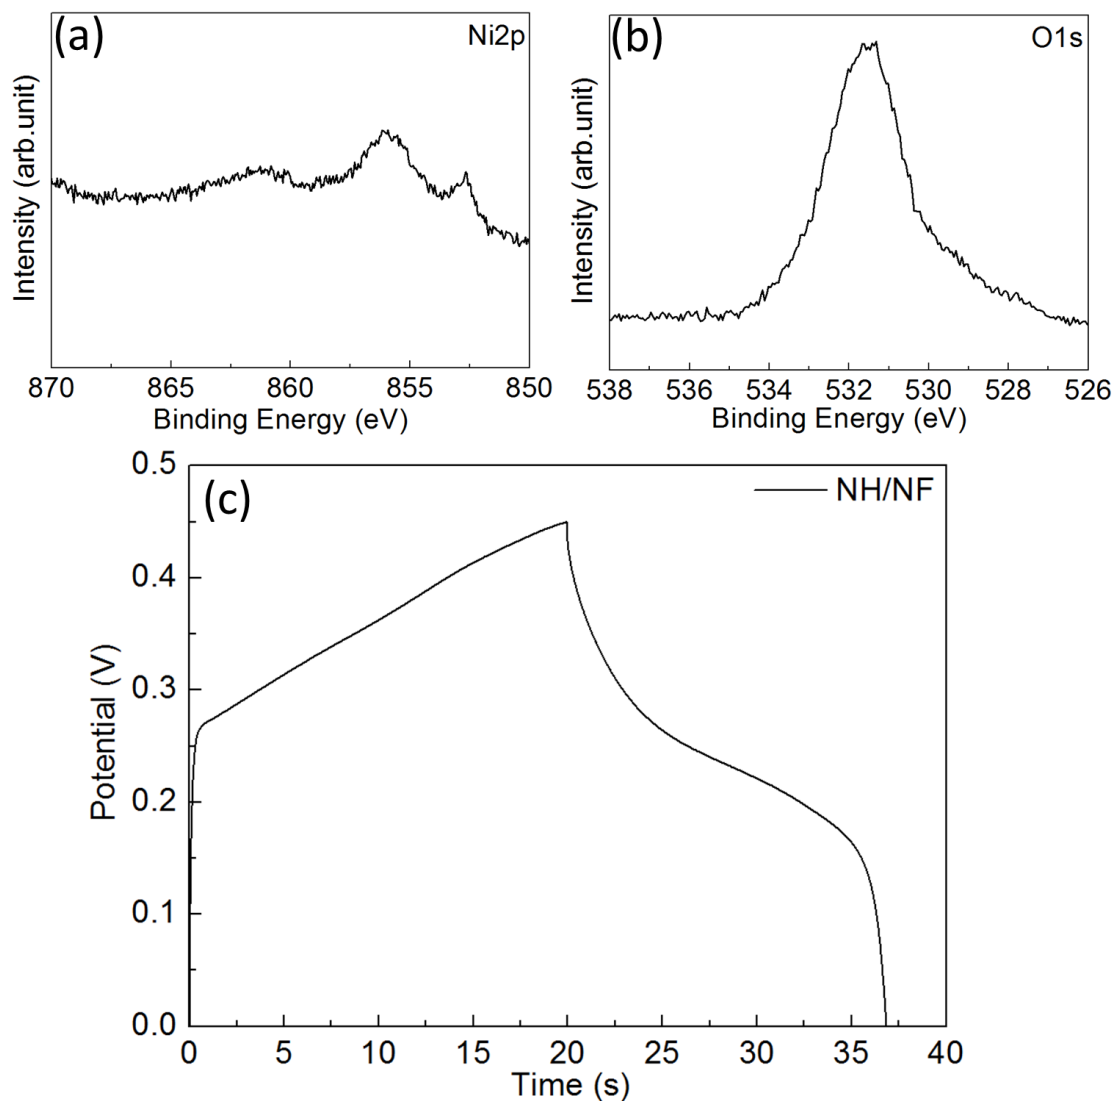 (a)
Ni2p
Intensity (arb.unit)
870 865 860 855 850
Binding Energy (eV)
(b)
O1s
Intensity (arb.unit)
538 536 534 532 530 528 526
Binding Energy (eV)
(c)
NH/NF
Potential (V)
0.5
0.4
0.3
0.2
0.1
0.0
0 5 10 15 20 25 30 35 40
Time (s)